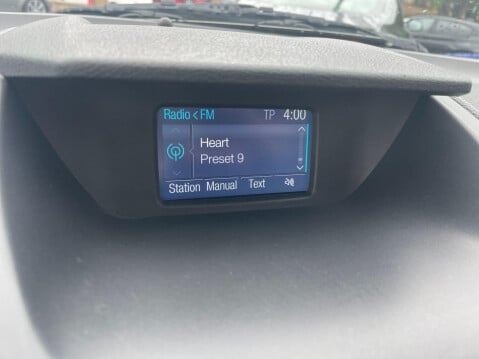 Radio < FM TP 4:00
Heart
Preset 9
Station Manual Text